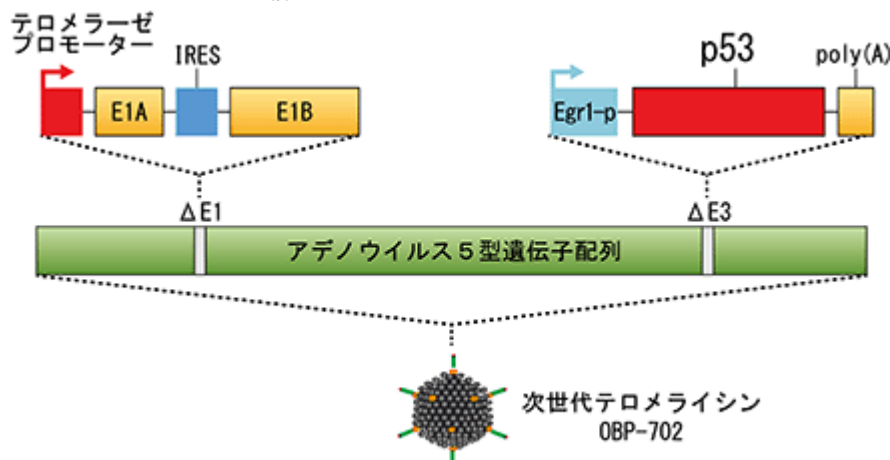 テロメラーゼ
プロモーター
IRES
E1A
E1B
p53
poly(A)
Egr1-p
ΔE1
ΔE3
アデノウイルス5型遺伝子配列
次世代テロメライシン
OBP-702